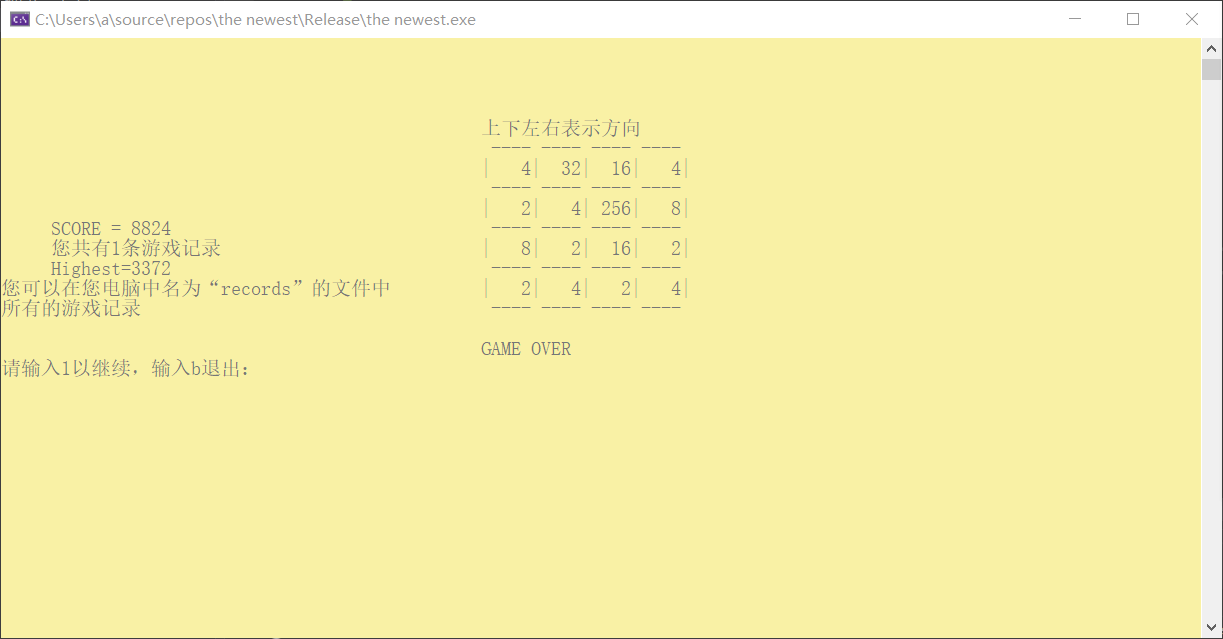 C:\Users\a\source\repos\the newest\Release\the newest.exe
上下左右表示方向
---- ---- ---- ----
|   4|  32|  16|   4|
---- ---- ---- ----
|   2|   4| 256|   8|
---- ---- ---- ----
|   8|   2|  16|   2|
---- ---- ---- ----
|   2|   4|   2|   4|
---- ---- ---- ----
SCORE = 8824
您共有1条游戏记录
Highest=3372
您可以在您电脑中名为“records”的文件中
所有的游戏记录
GAME OVER
请输入1以继续，输入b退出：